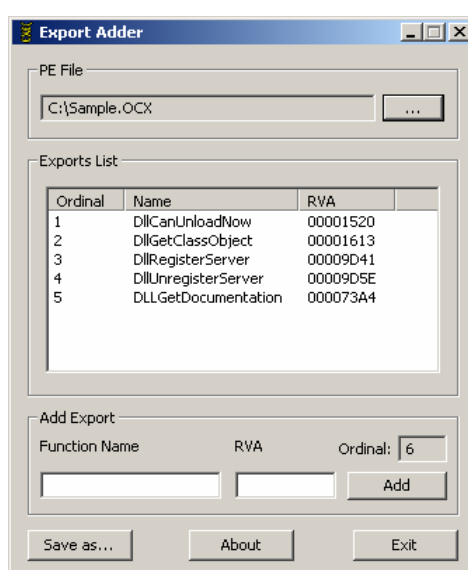 Export Adder
PE File
C:\Sample.OCX ...
Exports List
Ordinal Name RVA
1 DllCanUnloadNow 00001520
2 DllGetClassObject 00001613
3 DllRegisterServer 00009D41
4 DllUnregisterServer 00009D5E
5 DLLGetDocumentation 000073A4
Add Export
Function Name RVA Ordinal: 6
Add
Save as... About Exit